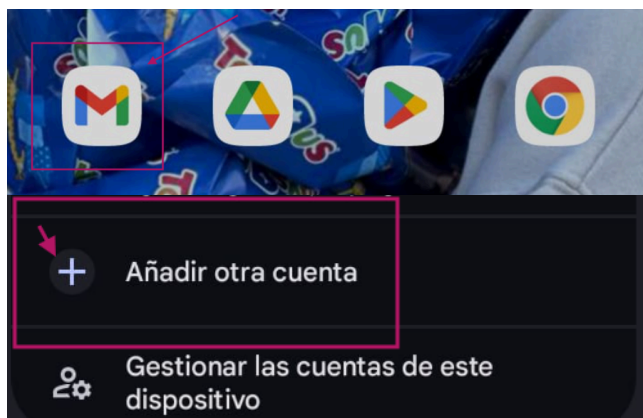 Añadir otra cuenta
Gestionar las cuentas de este
dispositivo